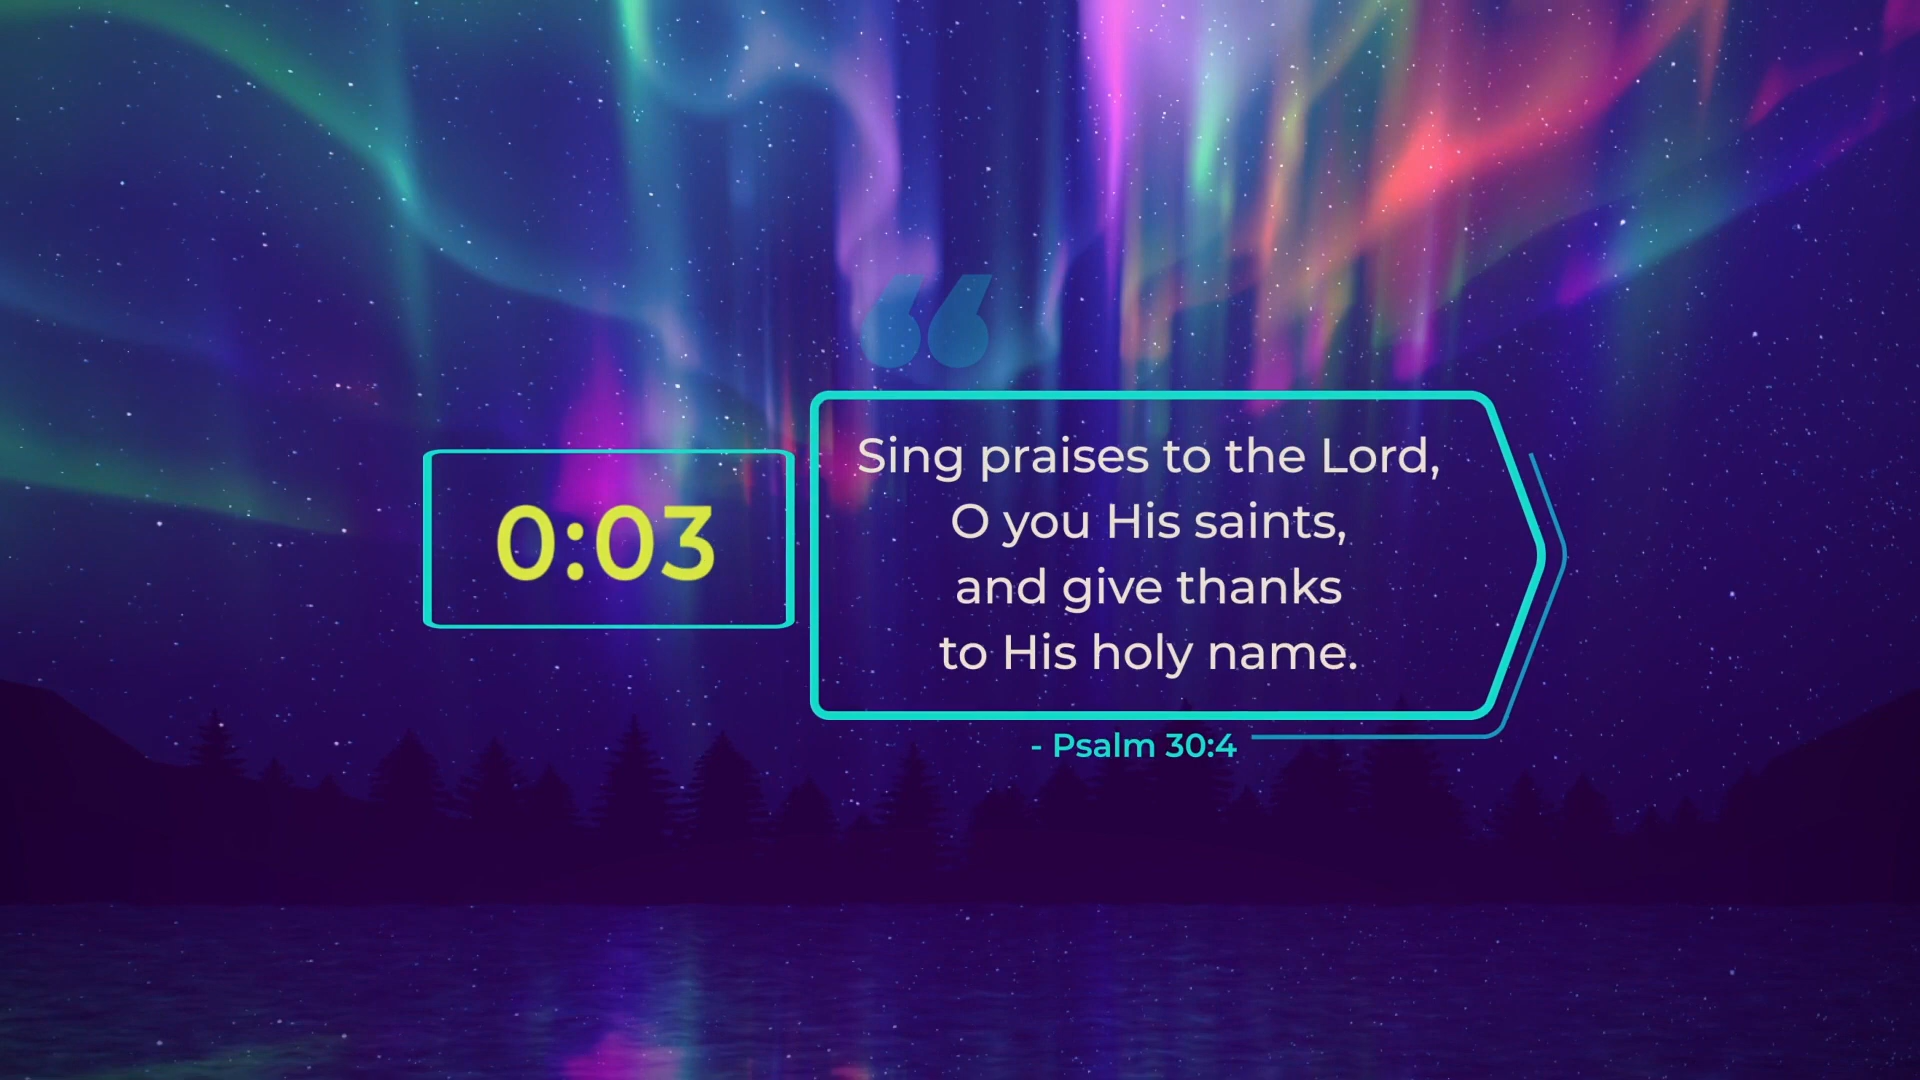 0:03
“
Sing praises to the Lord,
O you His saints,
and give thanks
to His holy name.
- Psalm 30:4